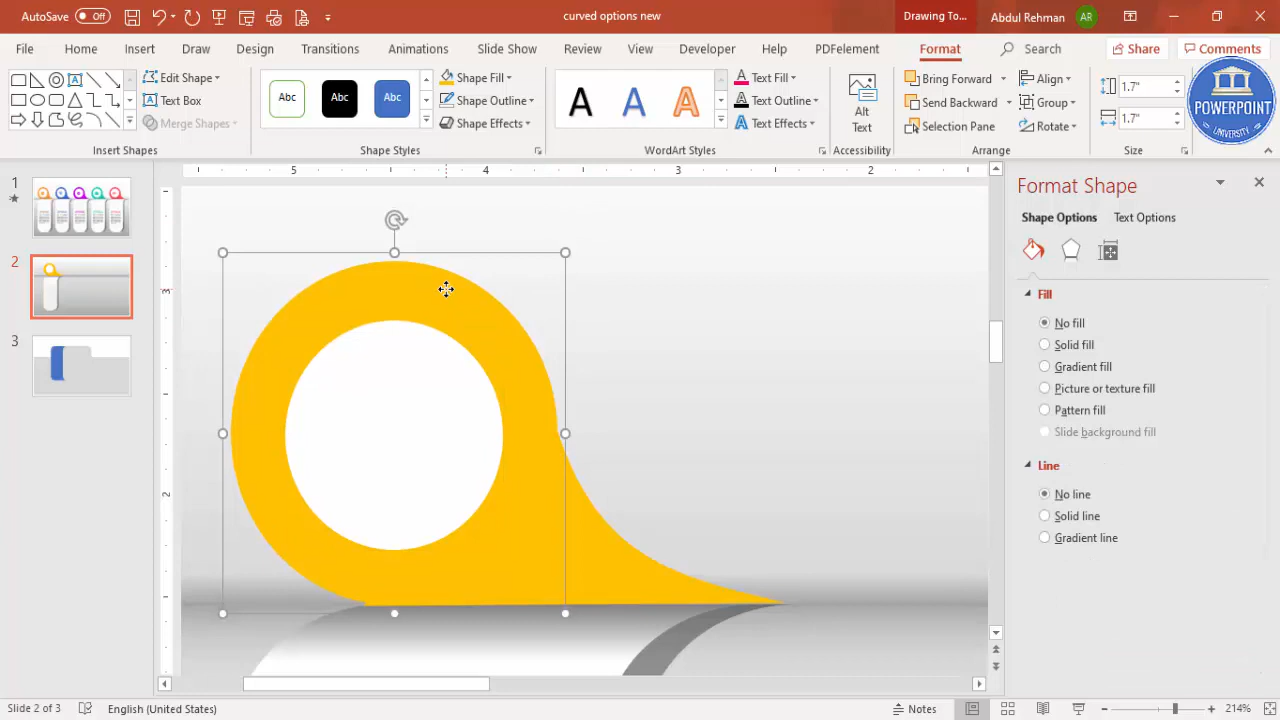 AutoSave Off
curved options new
Drawing To...
Abdul Rehman AR
File Home Insert Draw Design Transitions Animations Slide Show Review View Developer Help PDFelement Format Search Share Comments
Edit Shape
Text Box
Merge Shapes
Insert Shapes
Abc Abc Abc
Shape Fill
Shape Outline
Shape Effects
Shape Styles
A A A
Text Fill
Text Outline
Text Effects
WordArt Styles
Alt
Text
Accessibility
Bring Forward
Send Backward
Selection Pane
Align
Group
Rotate
Arrange
1.7"
1.7"
Size
POWERPOINT
UNIVERSITY
5 4 3 2
3
2
1
2
3
Format Shape
Shape Options Text Options
Fill
No fill
Solid fill
Gradient fill
Picture or texture fill
Pattern fill
Slide background fill
Line
No line
Solid line
Gradient line
Slide 2 of 3
English (United States)
Notes
214%